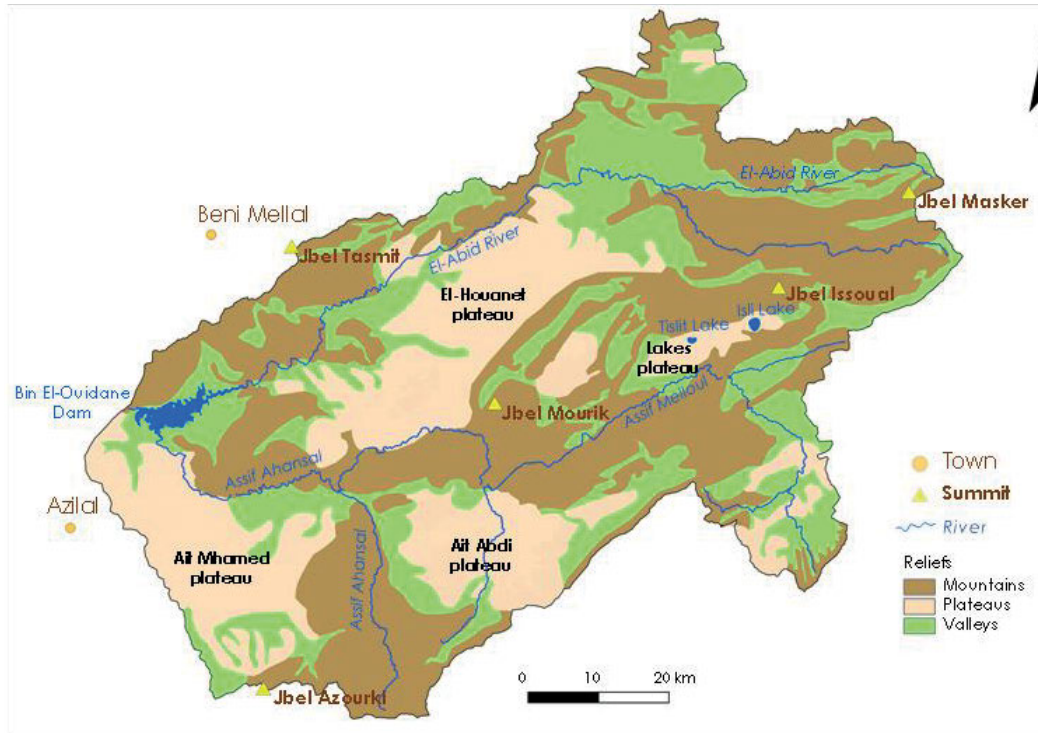 El-Abid River
Jbel Masker
Beni Mellal
Jbel Tasmit
El-Abid River
El-Houanet
plateau
Jbel Issoual
Isli Lake
Tislit Lake
Lakes
plateau
Bin El-Ouidane
Dam
Jbel Mourik
Assif Melloul
Assif Ahansal
Azilal
Town
Summit
River
Ait Mhamed
plateau
Ait Abdi
plateau
Assif Ahansal
Reliefs
Mountains
Plateaus
Valleys
0 10 20 km
Jbel Azourki